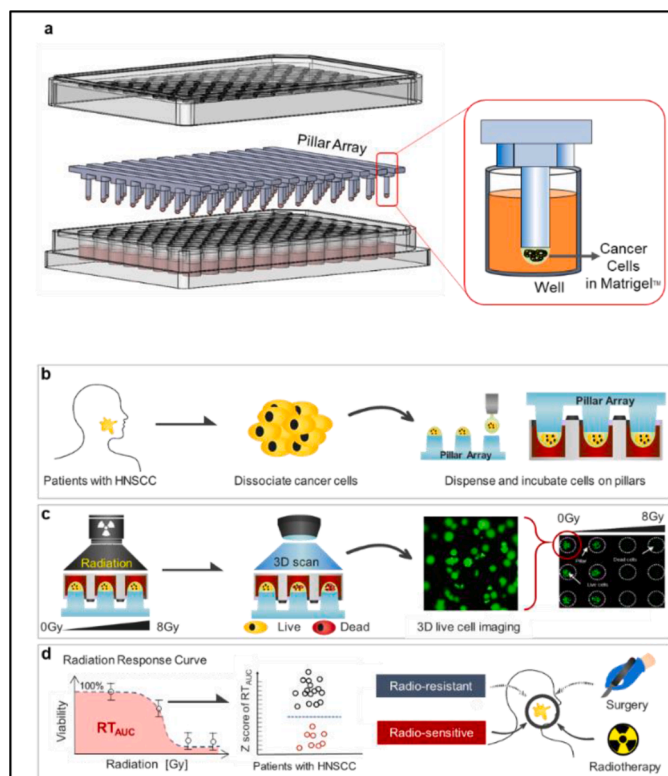 a
Pillar Array
Cancer
Cells
in Matrigel™
Well
b
Pillar Array
Pillar Array
Patients with HNSCC
Dissociate cancer cells
Dispense and incubate cells on pillars
c
0Gy
8Gy
Radiation
3D scan
Pillar
Dead cells
Live cells
0Gy
8Gy
Live
Dead
3D live cell imaging
d
Radiation Response Curve
100%
Viability
RTAUC
Radiation [Gy]
Z score of RTAUC
Patients with HNSCC
Radio-resistant
Radio-sensitive
Surgery
Radiotherapy